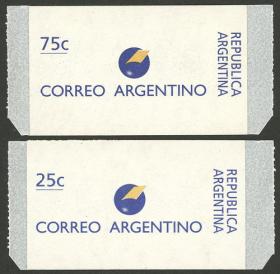 75c
CORREO ARGENTINO
REPUBLICA
ARGENTINA
25c
CORREO ARGENTINO
REPUBLICA
ARGENTINA